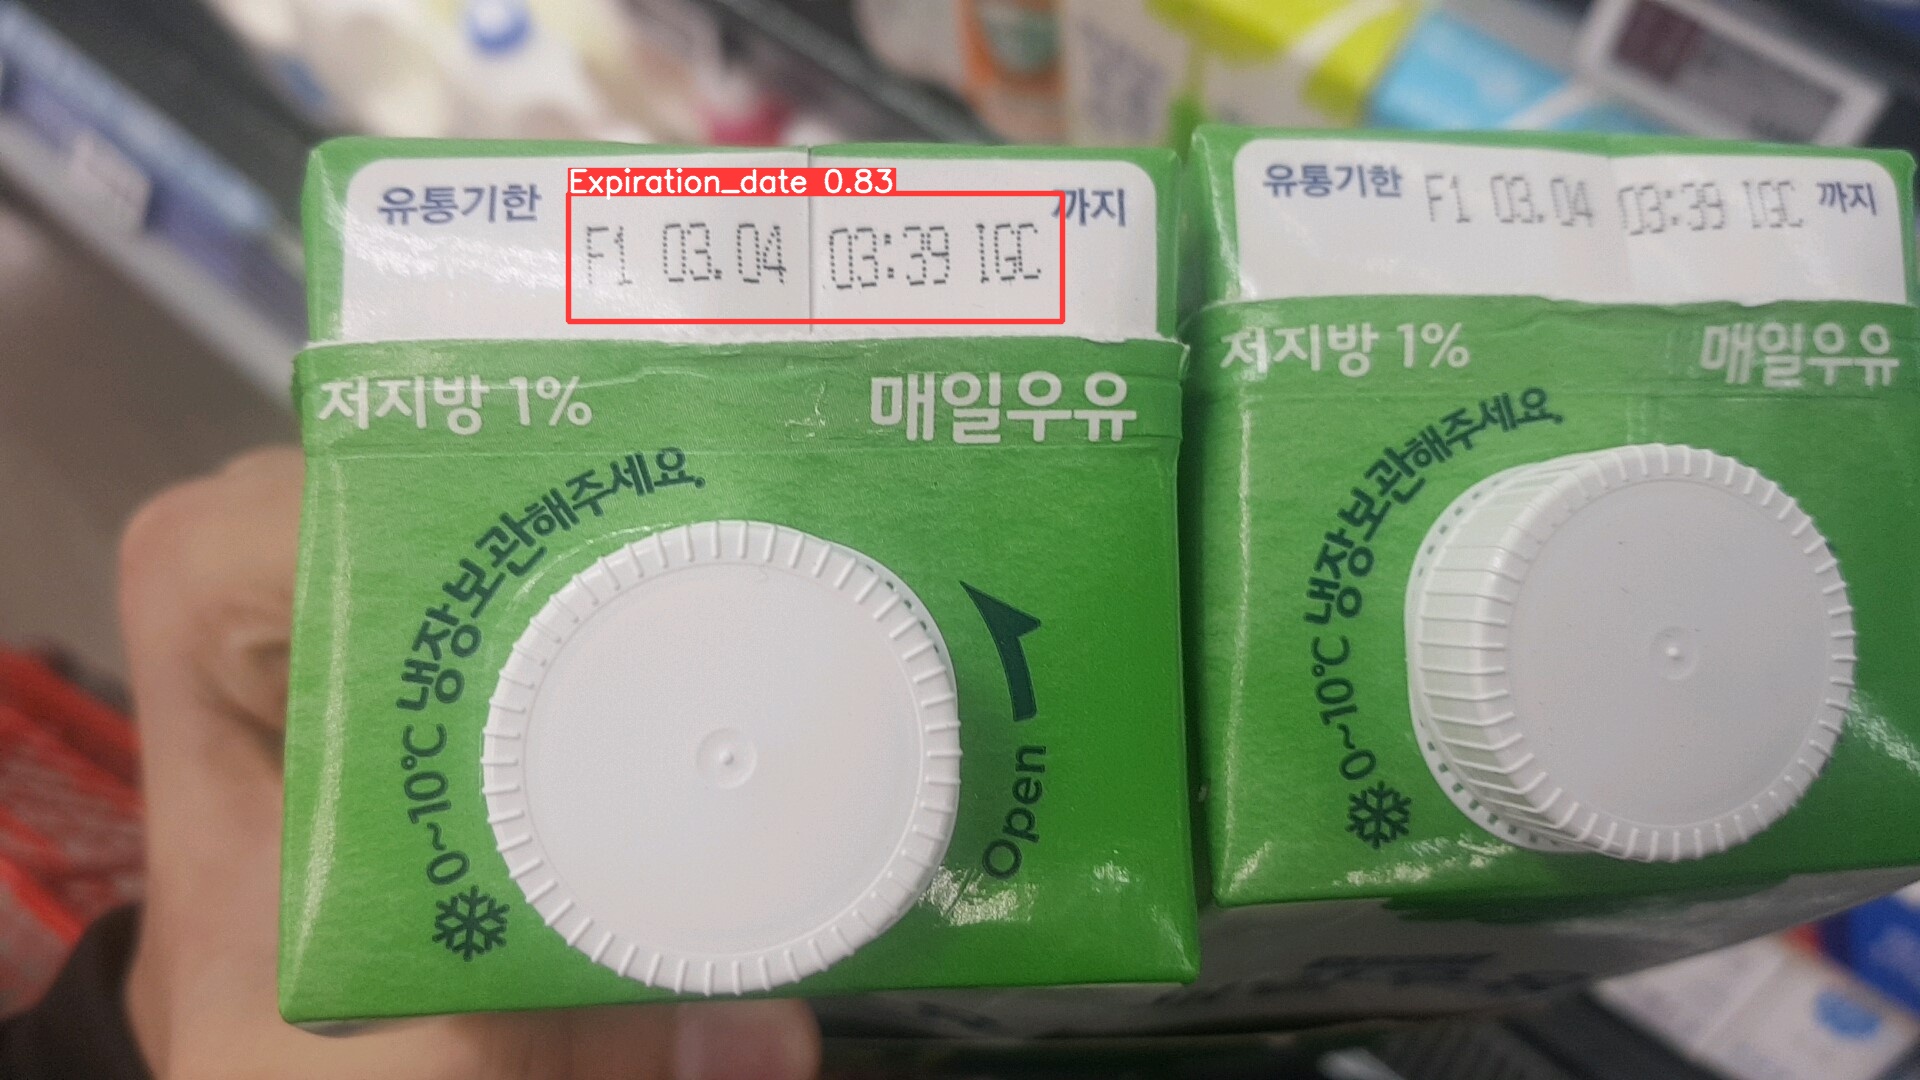 Expiration_date 0.83
유통기한 F1 03.04 03:39 IGC 까지
저지방 1% 매일우유
0~10℃ 냉장보관해주세요.
Open
유통기한 F1 03.04 03:39 IGC 까지
저지방 1% 매일우유
0~10℃ 냉장보관해주세요.